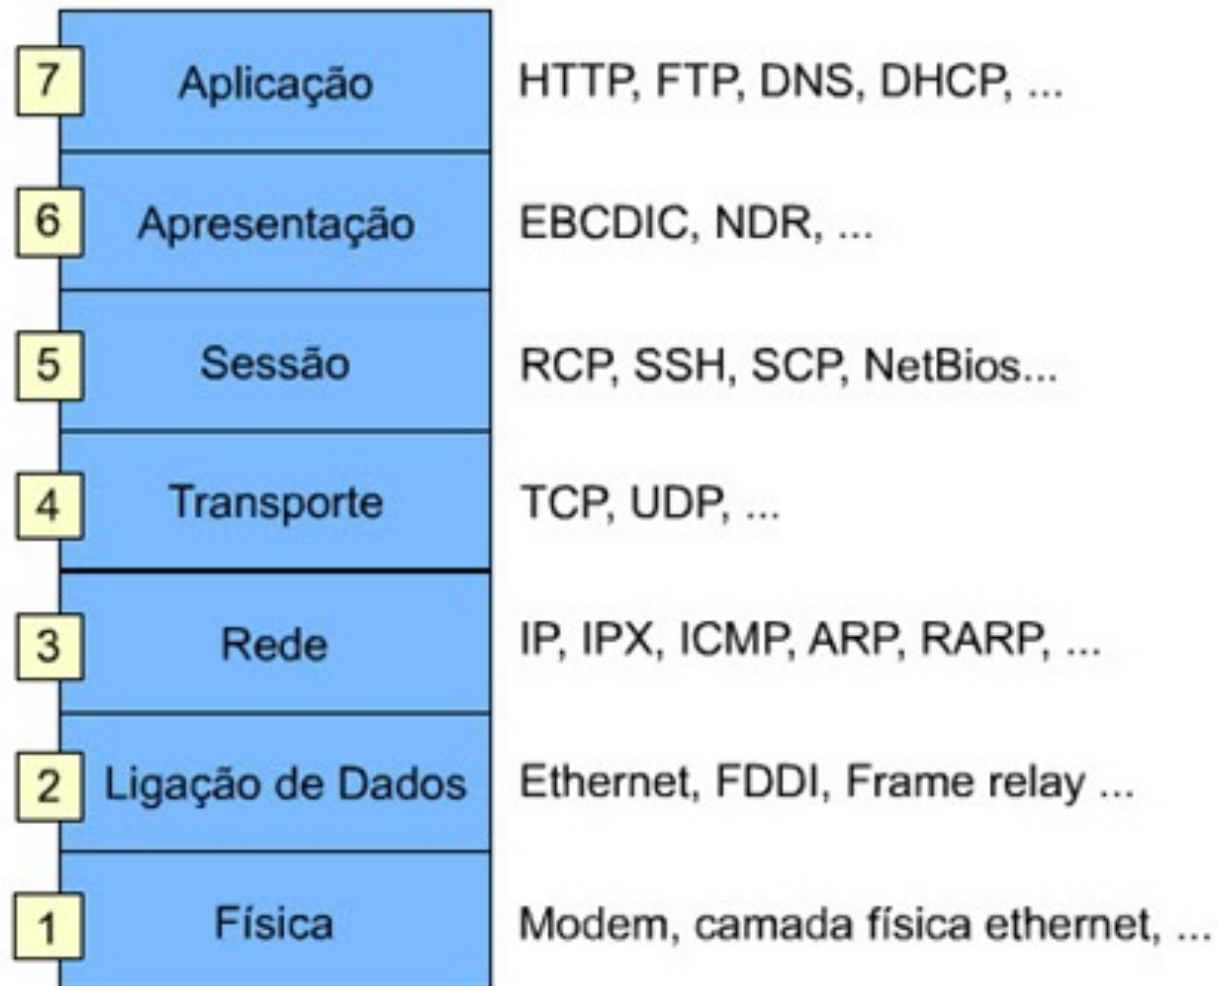 7 Aplicação HTTP, FTP, DNS, DHCP, ...
6 Apresentação EBCDIC, NDR, ...
5 Sessão RCP, SSH, SCP, NetBios...
4 Transporte TCP, UDP, ...
3 Rede IP, IPX, ICMP, ARP, RARP, ...
2 Ligação de Dados Ethernet, FDDI, Frame relay ...
1 Física Modem, camada física ethernet, ...